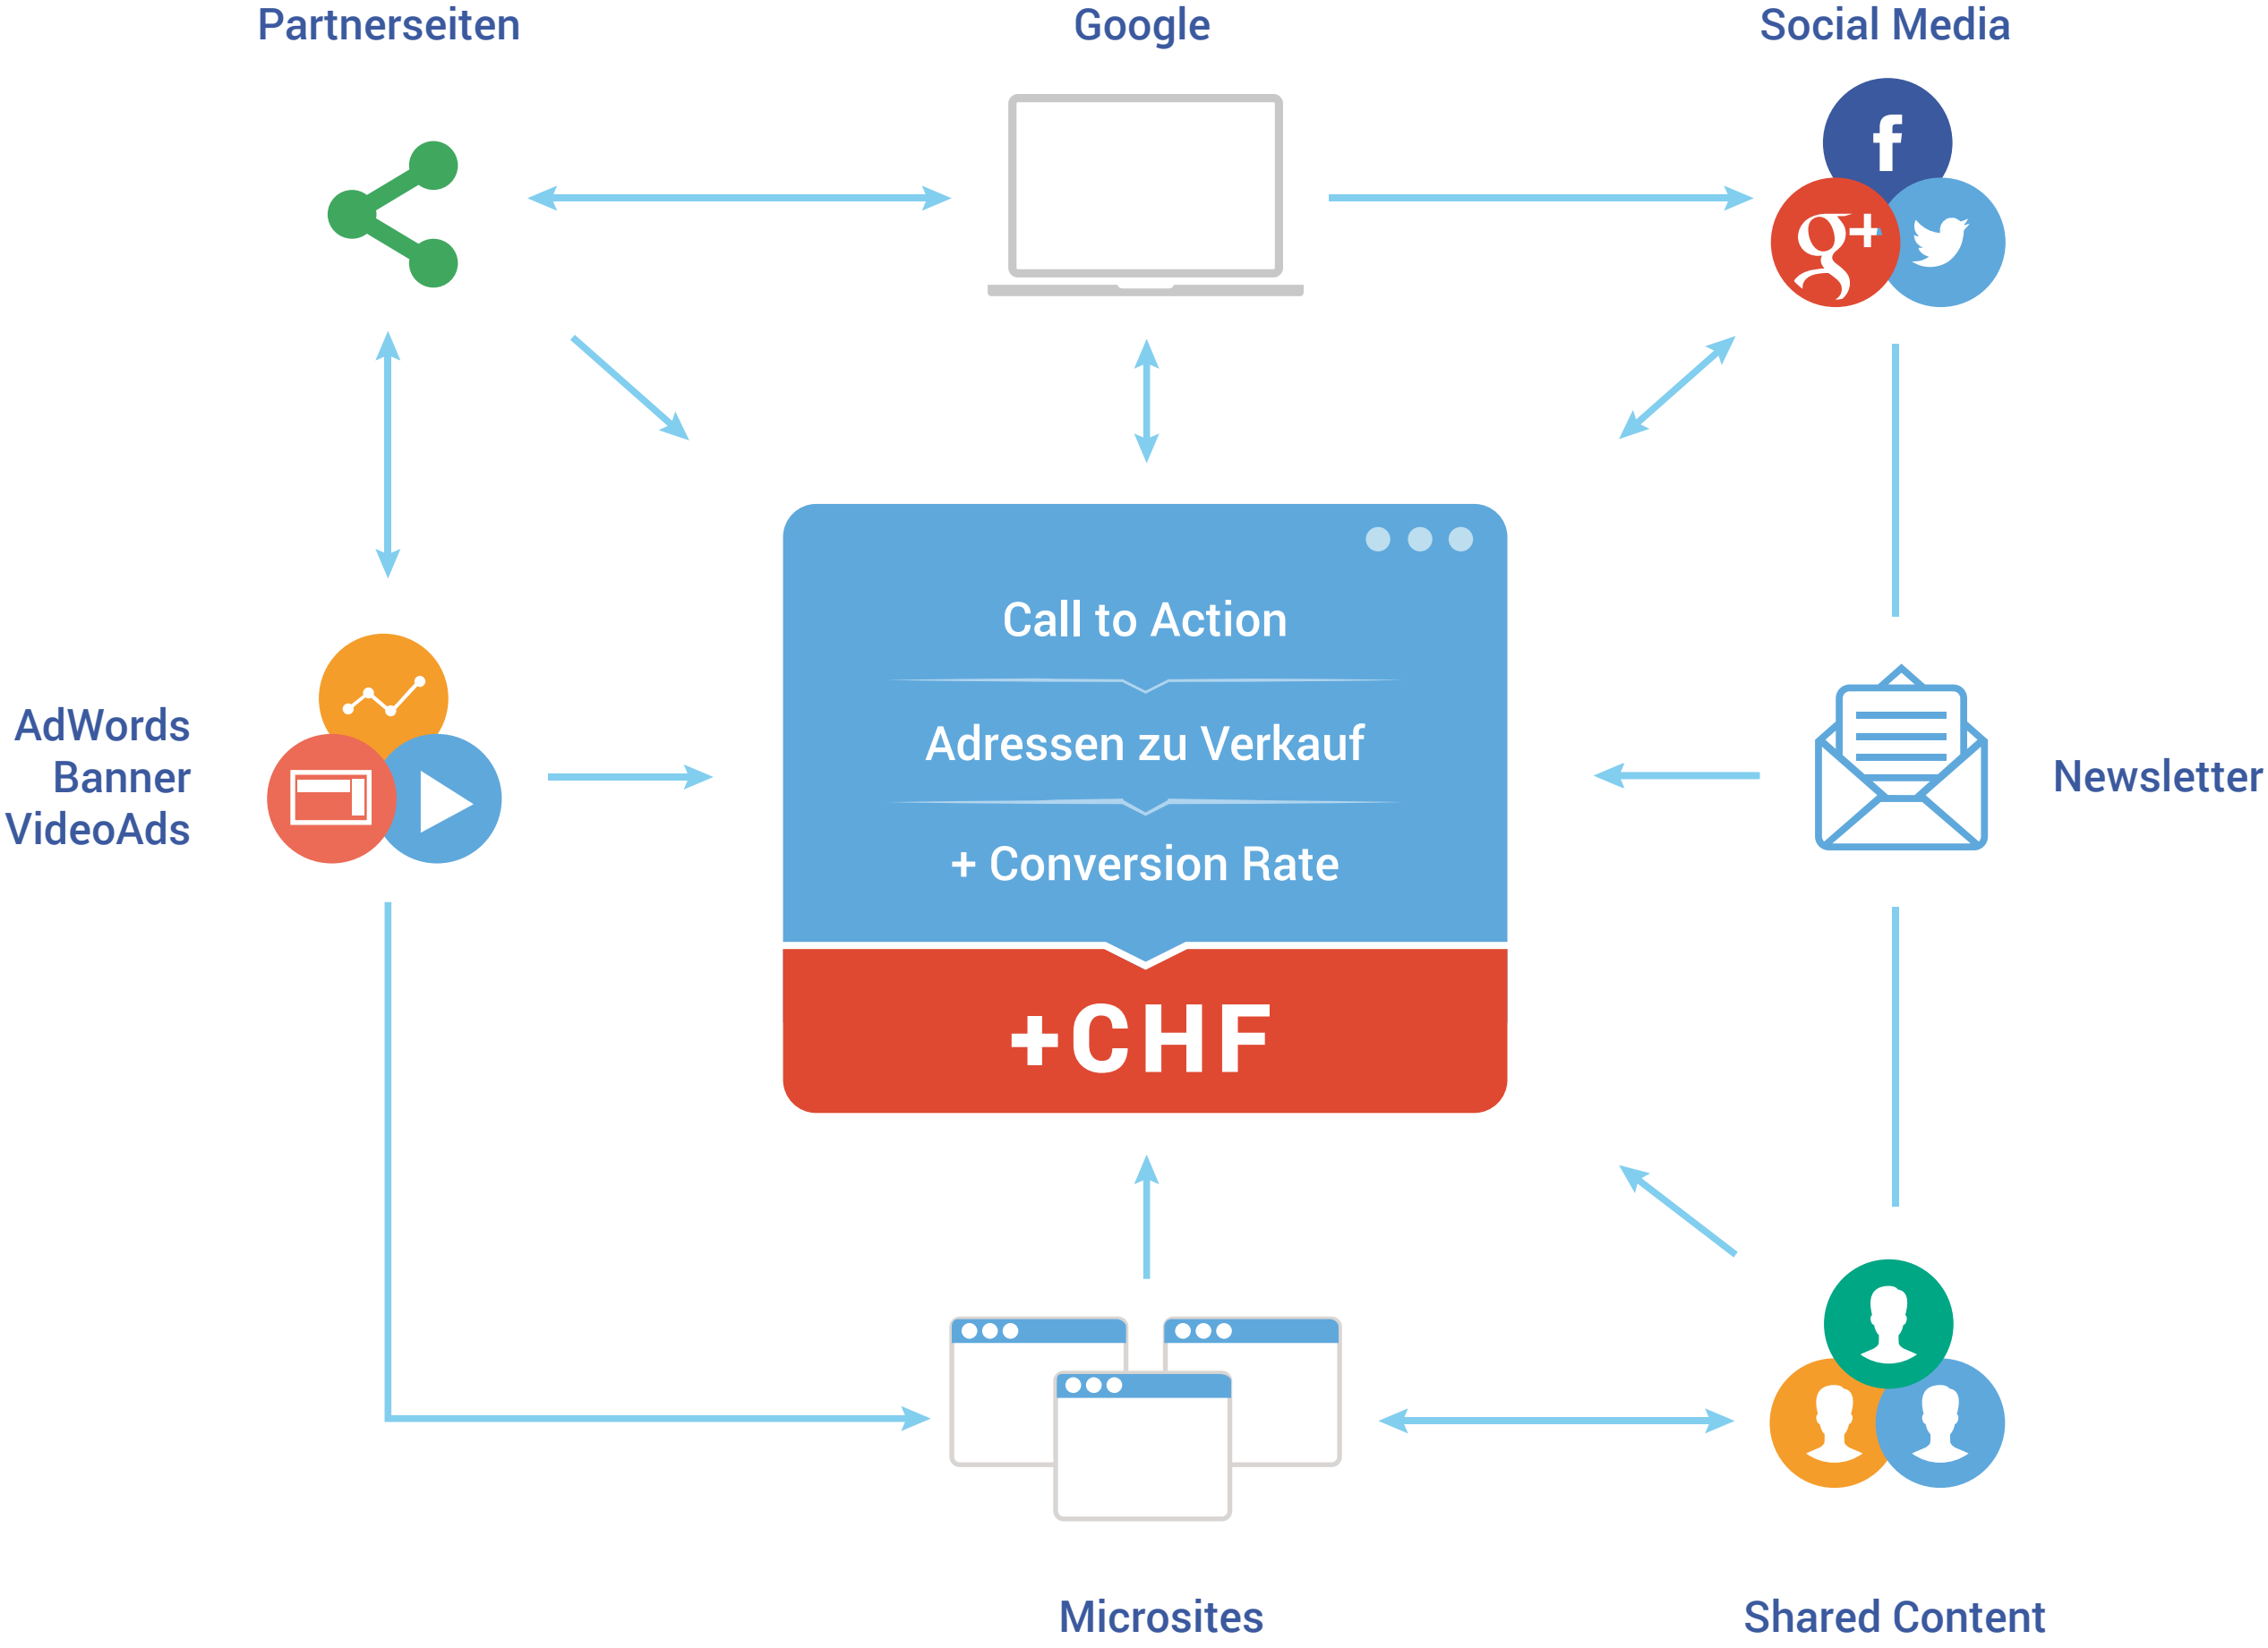 Partnerseiten
Google
Social Media
f
g+
Call to Action
Adressen zu Verkauf
+ Conversion Rate
+CHF
AdWords
Banner
VideoAds
Newsletter
Microsites
Shared Content